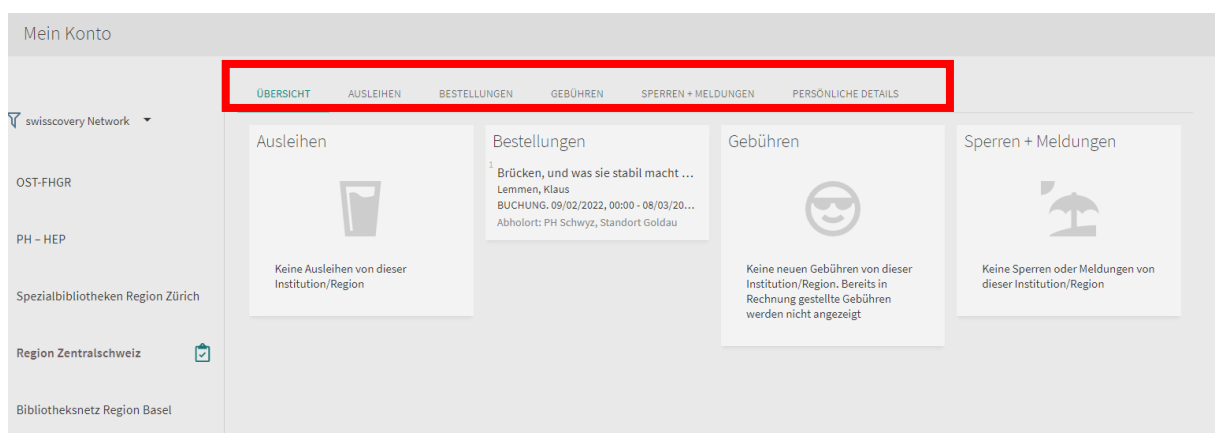 Mein Konto
ÜBERSICHT AUSLEIHEN BESTELLUNGEN GEBÜHREN SPERREN + MELDUNGEN PERSÖNLICHE DETAILS
swisscovery Network
OST-FHGR
PH – HEP
Spezialbibliotheken Region Zürich
Region Zentralschweiz
Bibliotheksnetz Region Basel
Ausleihen
Keine Ausleihen von dieser
Institution/Region
Bestellungen
1
Brücken, und was sie stabil macht ...
Lemmen, Klaus
BUCHUNG. 09/02/2022, 00:00 - 08/03/20...
Abholort: PH Schwyz, Standort Goldau
Gebühren
Keine neuen Gebühren von dieser
Institution/Region. Bereits in
Rechnung gestellte Gebühren
werden nicht angezeigt
Sperren + Meldungen
Keine Sperren oder Meldungen von
dieser Institution/Region